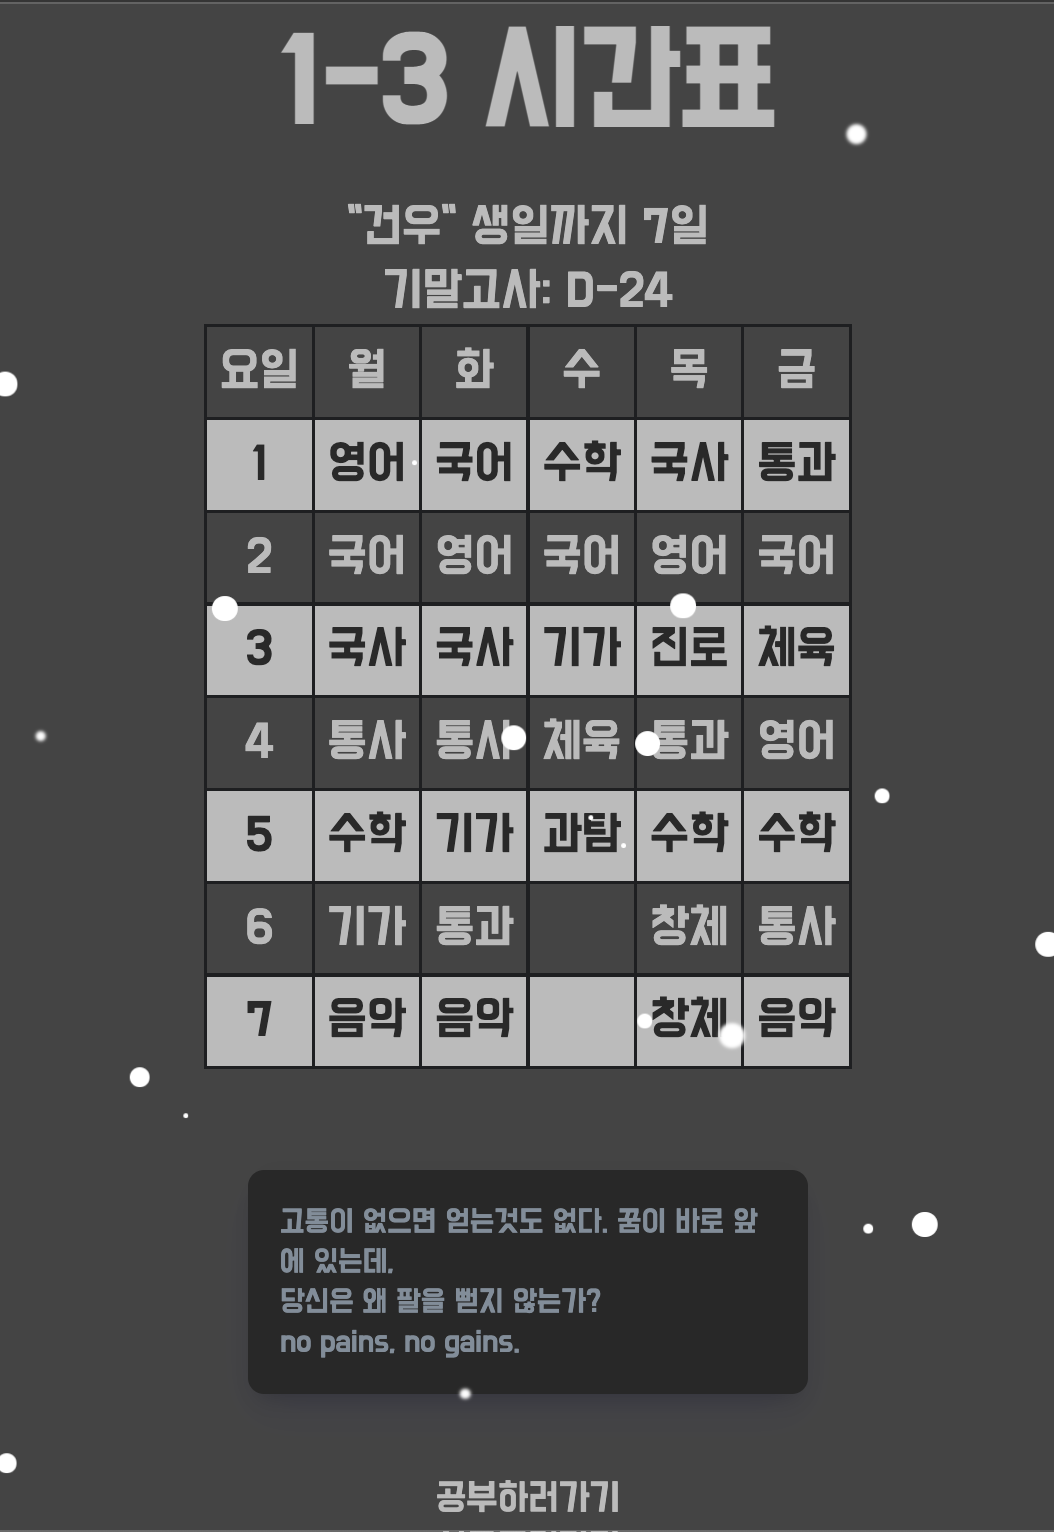 1-3 시간표
"건우" 생일까지 7일
기말고사: D-24
요일 월 화 수 목 금
1 영어 국어 수학 국사 통과
2 국어 영어 국어 영어 국어
3 국사 국사 기가 진로 체육
4 통사 통사 체육 통과 영어
5 수학 기가 과탐 수학 수학
6 기가 통과 창체 통사
7 음악 음악 창체 음악
고통이 없으면 얻는것도 없다. 꿈이 바로 앞
에 있는데,
당신은 왜 팔을 뻗지 않는가?
no pains, no gains.
공부하러가기